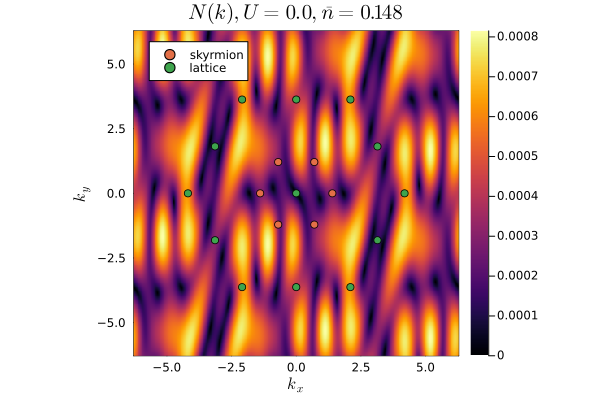 N(k), U = 0.0, n̄ = 0.148
skyrmion
lattice
5.0
2.5
0.0
−2.5
−5.0
k_y
−5.0 −2.5 0.0 2.5 5.0
k_x
0.0008
0.0007
0.0006
0.0005
0.0004
0.0003
0.0002
0.0001
0